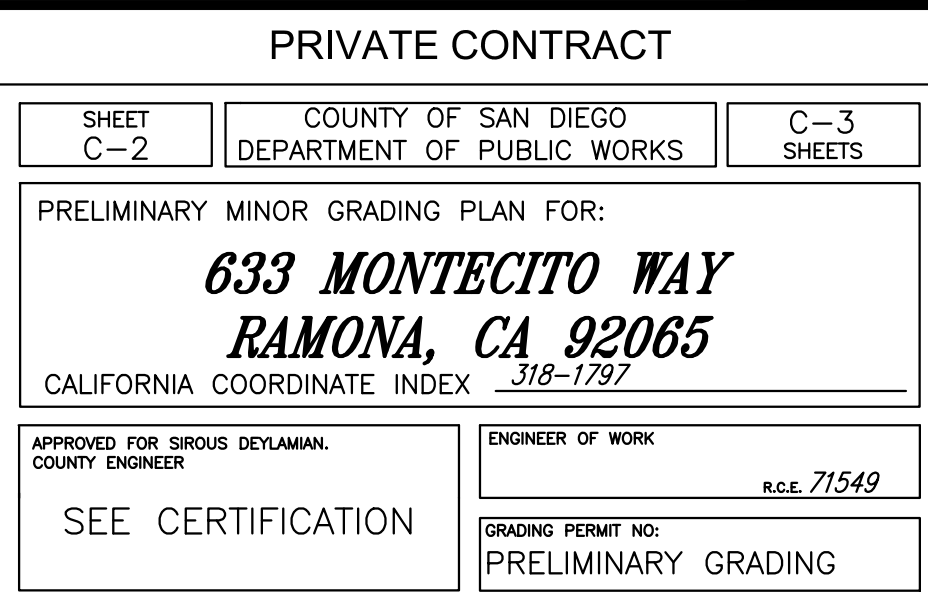 PRIVATE CONTRACT
SHEET
C-2
COUNTY OF SAN DIEGO
DEPARTMENT OF PUBLIC WORKS
C-3
SHEETS
PRELIMINARY MINOR GRADING PLAN FOR:
633 MONTECITO WAY
RAMONA, CA 92065
CALIFORNIA COORDINATE INDEX 318-1797
APPROVED FOR SIROUS DEYLAMIAN.
COUNTY ENGINEER
SEE CERTIFICATION
ENGINEER OF WORK
R.C.E. 71549
GRADING PERMIT NO:
PRELIMINARY GRADING